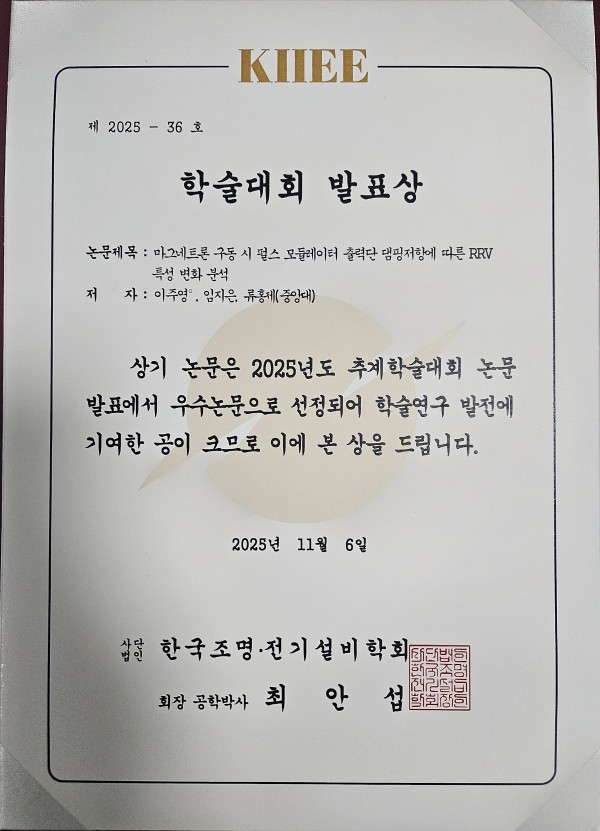 KIIEE
제 2025 - 36 호
학술대회 발표상
논문제목 : 마그네트론 구동 시 펄스 모듈레이터 출력단 댐핑저항에 따른 RRV
특성 변화 분석
저 자 : 이주영°, 임지은, 류홍제(중앙대)
상기 논문은 2025년도 추계학술대회 논문
발표에서 우수논문으로 선정되어 학술연구 발전에
기여한 공이 크므로 이에 본 상을 드립니다.
2025년 11월 6일
사단법인 한국조명·전기설비학회
회장 공학박사 최 안 섭